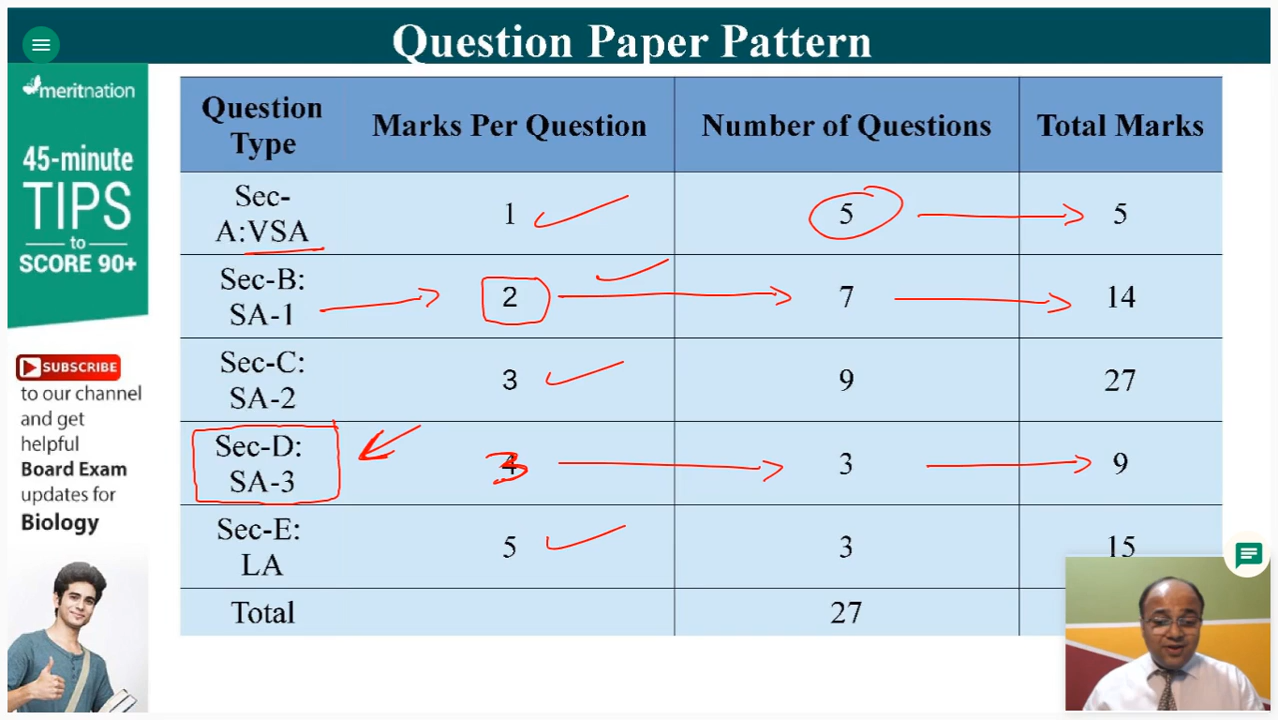 Question Paper Pattern
meritnation
45-minute
TIPS
to
SCORE 90+
SUBSCRIBE
to our channel
and get
helpful
Board Exam
updates for
Biology
Question Type Marks Per Question Number of Questions Total Marks
Sec-A:VSA 1 5 5
Sec-B: SA-1 2 7 14
Sec-C: SA-2 3 9 27
Sec-D: SA-3 3 3 9
Sec-E: LA 5 3 15
Total 27